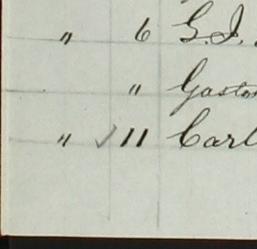 " 6 G. I.
" Gaston
" ✓ 11 Carl